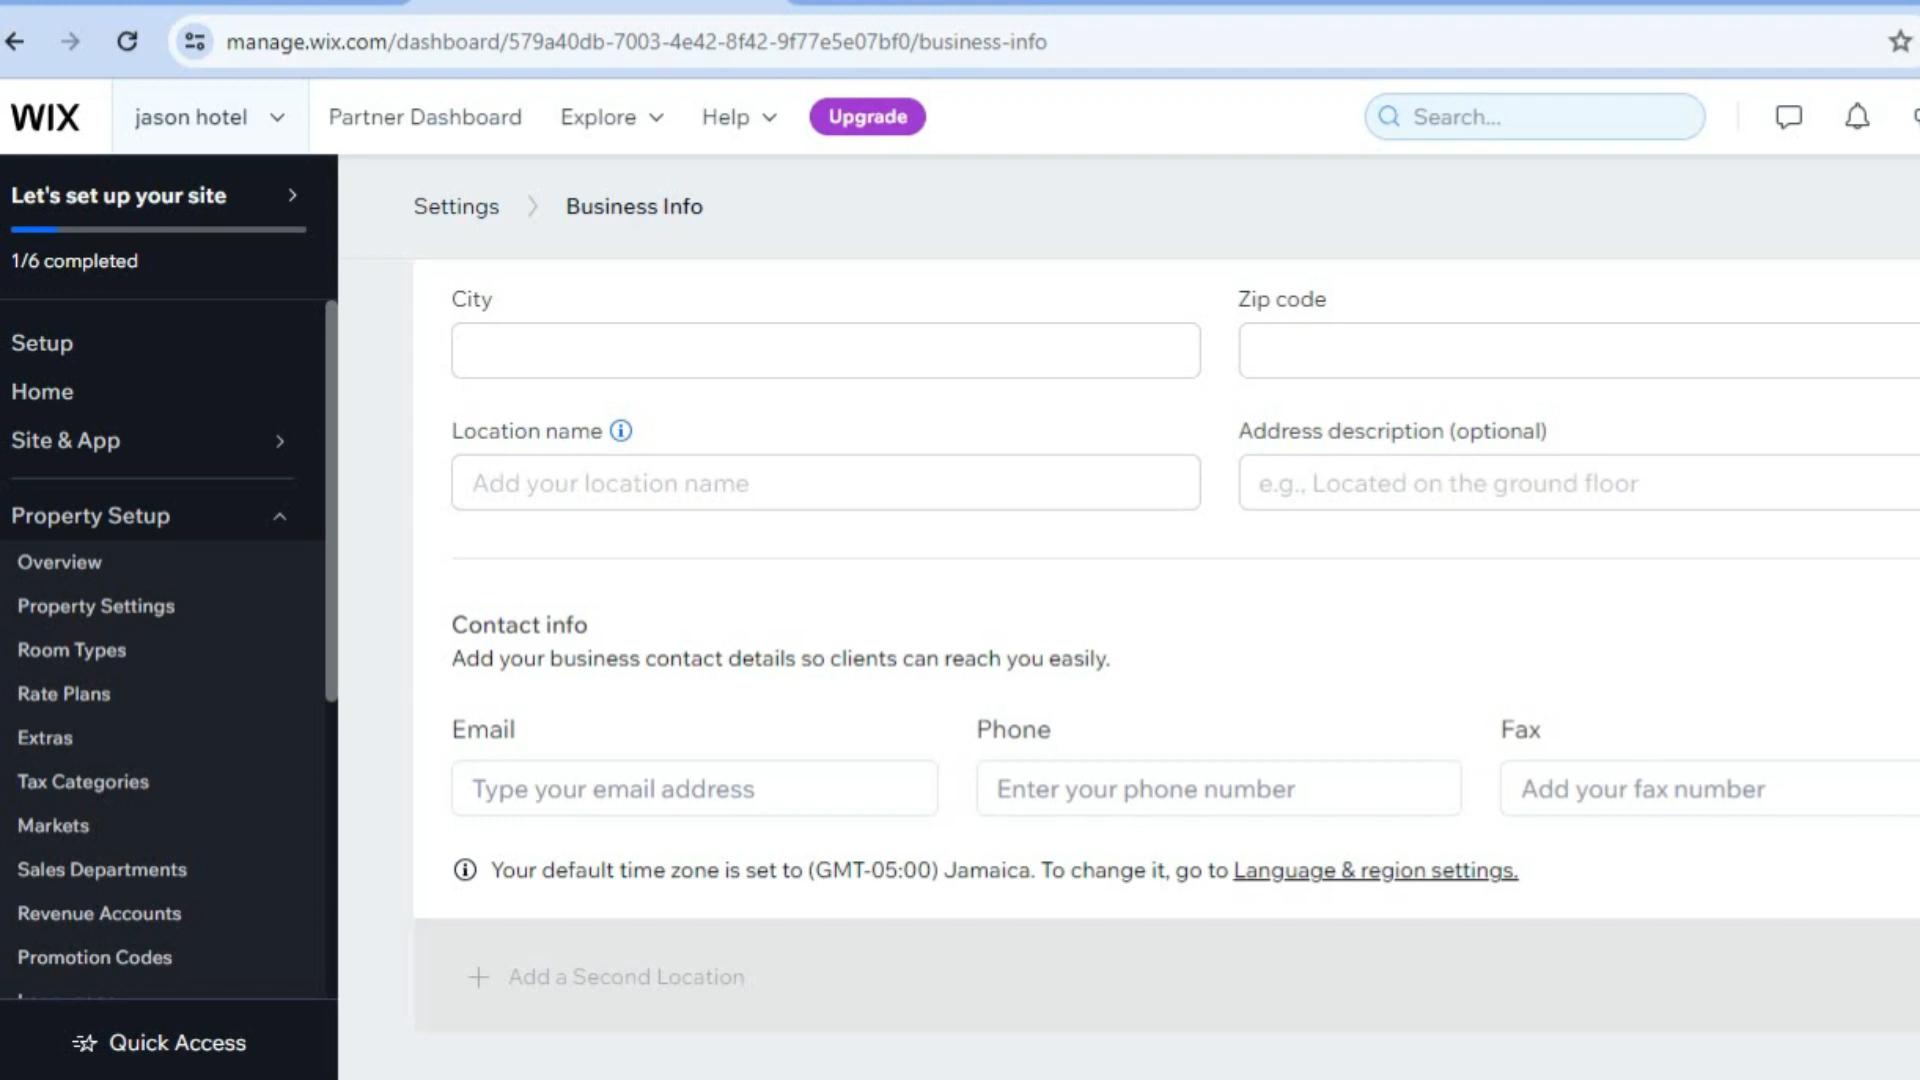 manage.wix.com/dashboard/579a40db-7003-4e42-8f42-9f77e5e07bf0/business-info
WIX
jason hotel
Partner Dashboard
Explore
Help
Upgrade
Search...
Let's set up your site
1/6 completed
Setup
Home
Site & App
Property Setup
Overview
Property Settings
Room Types
Rate Plans
Extras
Tax Categories
Markets
Sales Departments
Revenue Accounts
Promotion Codes
Quick Access
Settings
Business Info
City
Zip code
Location name
Address description (optional)
Add your location name
e.g., Located on the ground floor
Contact info
Add your business contact details so clients can reach you easily.
Email
Phone
Fax
Type your email address
Enter your phone number
Add your fax number
Your default time zone is set to (GMT-05:00) Jamaica. To change it, go to Language & region settings.
+ Add a Second Location